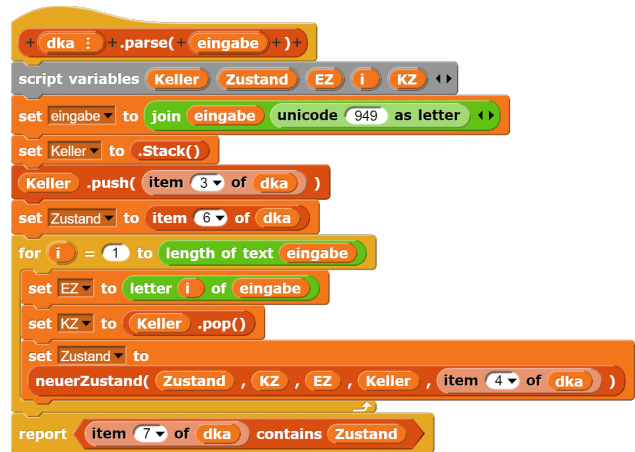 + dka ⋮ + .parse( + eingabe + ) +
script variables Keller Zustand EZ i KZ
set eingabe to join eingabe unicode 949 as letter
set Keller to .Stack()
Keller .push( item 3 of dka )
set Zustand to item 6 of dka
for i = 1 to length of text eingabe
set EZ to letter i of eingabe
set KZ to Keller .pop()
set Zustand to
neuerZustand( Zustand , KZ , EZ , Keller , item 4 of dka )
report item 7 of dka contains Zustand